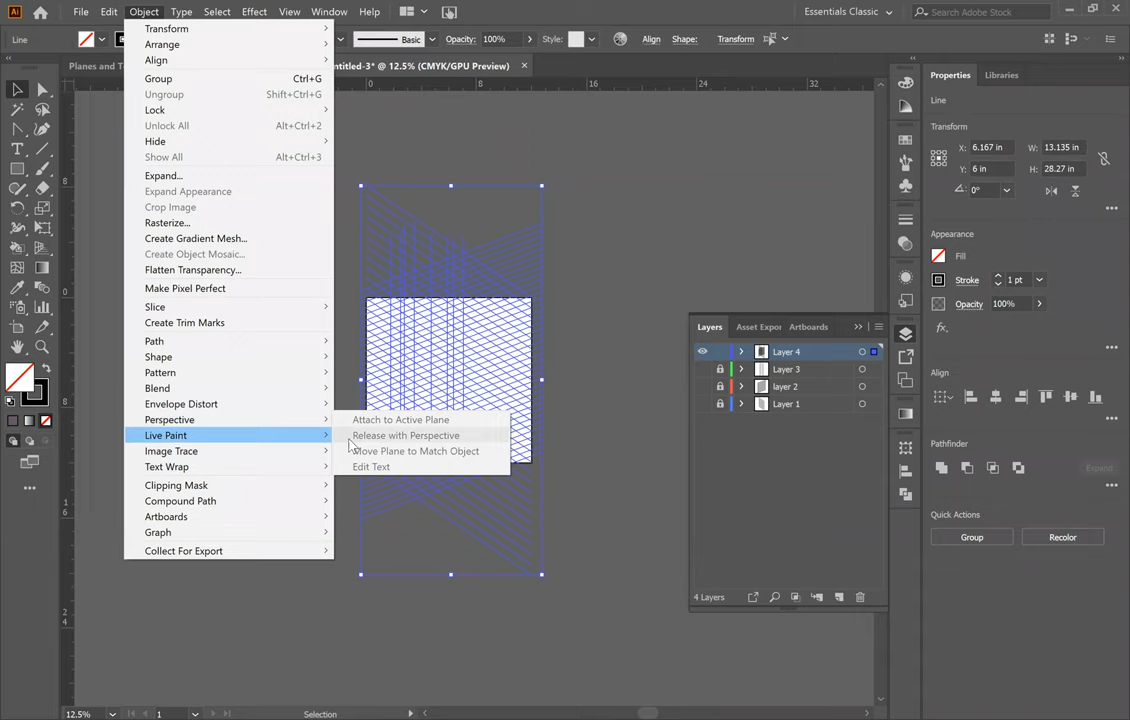 Ai File Edit Object Type Select Effect View Window Help Essentials Classic Search Adobe Stock
Line Basic Opacity: 100% Style: Align Shape: Transform
Planes and T ntitled-3* @ 12.5% (CMYK/GPU Preview) ×
0 8 16 24 32
8
0
8
1
6
2
4
Transform
Arrange
Align
Group Ctrl+G
Ungroup Shift+Ctrl+G
Lock
Unlock All Alt+Ctrl+2
Hide
Show All Alt+Ctrl+3
Expand...
Expand Appearance
Crop Image
Rasterize...
Create Gradient Mesh...
Create Object Mosaic...
Flatten Transparency...
Make Pixel Perfect
Slice
Create Trim Marks
Path
Shape
Pattern
Blend
Envelope Distort
Perspective
Live Paint
Image Trace
Text Wrap
Clipping Mask
Compound Path
Artboards
Graph
Collect For Export
Attach to Active Plane
Release with Perspective
Move Plane to Match Object
Edit Text
Layers Asset Expor Artboards
Layer 4
Layer 3
layer 2
Layer 1
4 Layers
Properties Libraries
Line
Transform
X: 6.167 in W: 13.135 in
Y: 6 in H: 28.27 in
0°
Appearance
Fill
Stroke 1 pt
Opacity 100%
fx.
Align
Pathfinder
Quick Actions
Group Recolor
12.5% 1 Selection